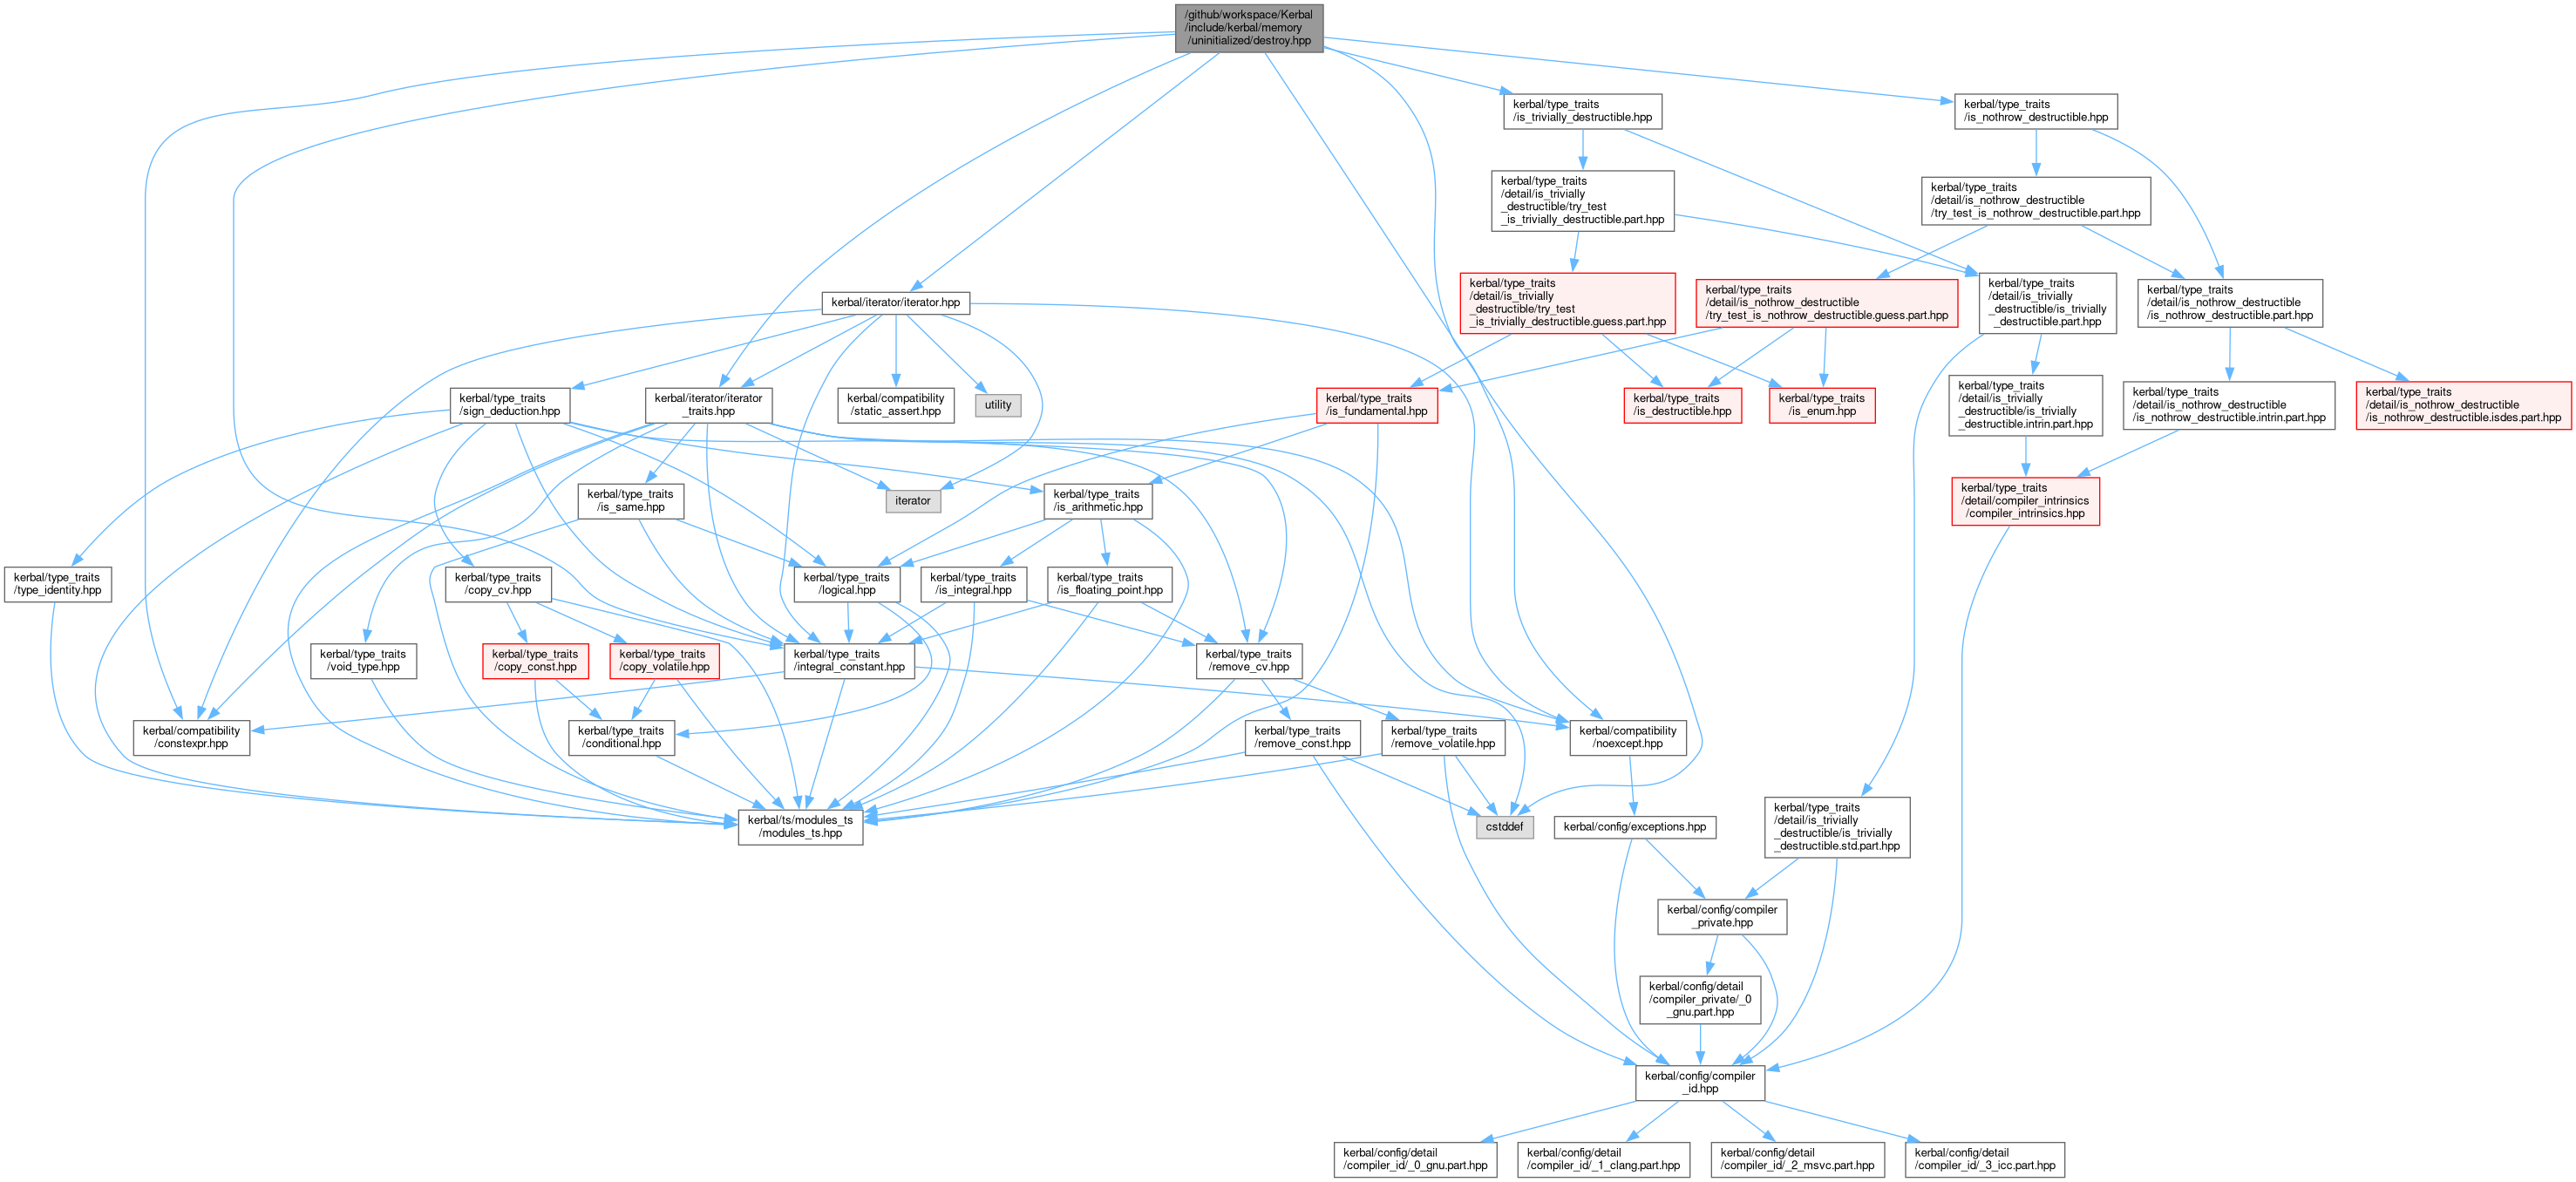 /github/workspace/Kerbal
/include/kerbal/memory
/uninitialized/destroy.hpp
kerbal/type_traits
/is_trivially_destructible.hpp
kerbal/type_traits
/is_nothrow_destructible.hpp
kerbal/type_traits
/detail/is_trivially
_destructible/try_test
_is_trivially_destructible.part.hpp
kerbal/type_traits
/detail/is_nothrow_destructible
/try_test_is_nothrow_destructible.part.hpp
kerbal/iterator/iterator.hpp
kerbal/type_traits
/detail/is_trivially
_destructible/try_test
_is_trivially_destructible.guess.part.hpp
kerbal/type_traits
/detail/is_nothrow_destructible
/try_test_is_nothrow_destructible.guess.part.hpp
kerbal/type_traits
/detail/is_trivially
_destructible/is_trivially
_destructible.part.hpp
kerbal/type_traits
/detail/is_nothrow_destructible
/is_nothrow_destructible.part.hpp
kerbal/type_traits
/sign_deduction.hpp
kerbal/iterator/iterator
_traits.hpp
kerbal/compatibility
/static_assert.hpp
utility
kerbal/type_traits
/is_fundamental.hpp
kerbal/type_traits
/is_destructible.hpp
kerbal/type_traits
/is_enum.hpp
kerbal/type_traits
/detail/is_trivially
_destructible/is_trivially
_destructible.intrin.part.hpp
kerbal/type_traits
/detail/is_nothrow_destructible
/is_nothrow_destructible.intrin.part.hpp
kerbal/type_traits
/detail/is_nothrow_destructible
/is_nothrow_destructible.isdes.part.hpp
kerbal/type_traits
/is_same.hpp
iterator
kerbal/type_traits
/is_arithmetic.hpp
kerbal/type_traits
/detail/compiler_intrinsics
/compiler_intrinsics.hpp
kerbal/type_traits
/type_identity.hpp
kerbal/type_traits
/copy_cv.hpp
kerbal/type_traits
/logical.hpp
kerbal/type_traits
/is_integral.hpp
kerbal/type_traits
/is_floating_point.hpp
kerbal/type_traits
/void_type.hpp
kerbal/type_traits
/copy_const.hpp
kerbal/type_traits
/copy_volatile.hpp
kerbal/type_traits
/integral_constant.hpp
kerbal/type_traits
/remove_cv.hpp
kerbal/compatibility
/constexpr.hpp
kerbal/type_traits
/conditional.hpp
kerbal/type_traits
/remove_const.hpp
kerbal/type_traits
/remove_volatile.hpp
kerbal/compatibility
/noexcept.hpp
kerbal/ts/modules_ts
/modules_ts.hpp
cstddef
kerbal/config/exceptions.hpp
kerbal/type_traits
/detail/is_trivially
_destructible/is_trivially
_destructible.std.part.hpp
kerbal/config/compiler
_private.hpp
kerbal/config/detail
/compiler_private/_0
_gnu.part.hpp
kerbal/config/compiler
_id.hpp
kerbal/config/detail
/compiler_id/_0_gnu.part.hpp
kerbal/config/detail
/compiler_id/_1_clang.part.hpp
kerbal/config/detail
/compiler_id/_2_msvc.part.hpp
kerbal/config/detail
/compiler_id/_3_icc.part.hpp